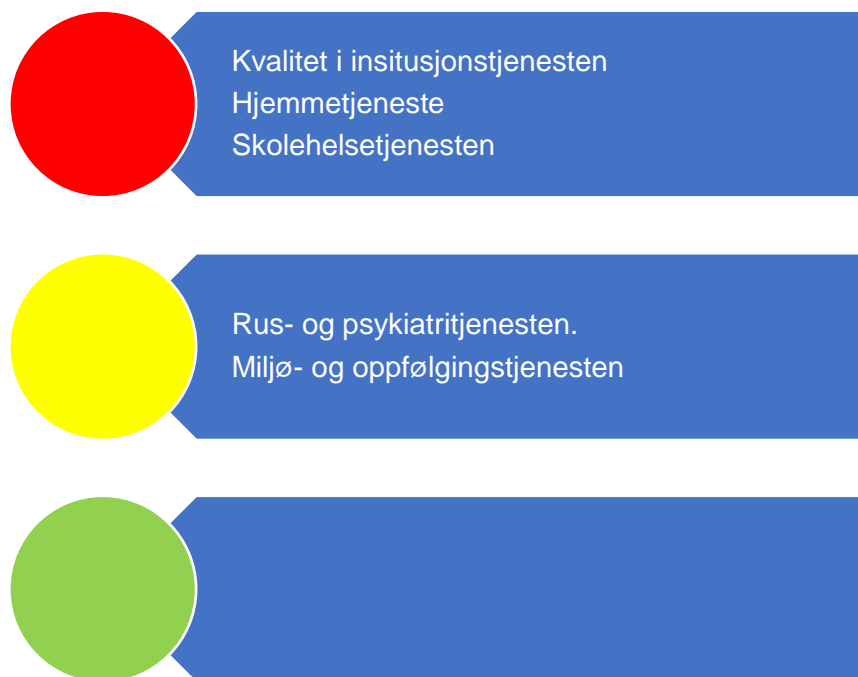 Kvalitet i insitusjonstjenesten
Hjemmetjeneste
Skolehelsetjenesten
Rus- og psykiatritjenesten.
Miljø- og oppfølgingstjenesten